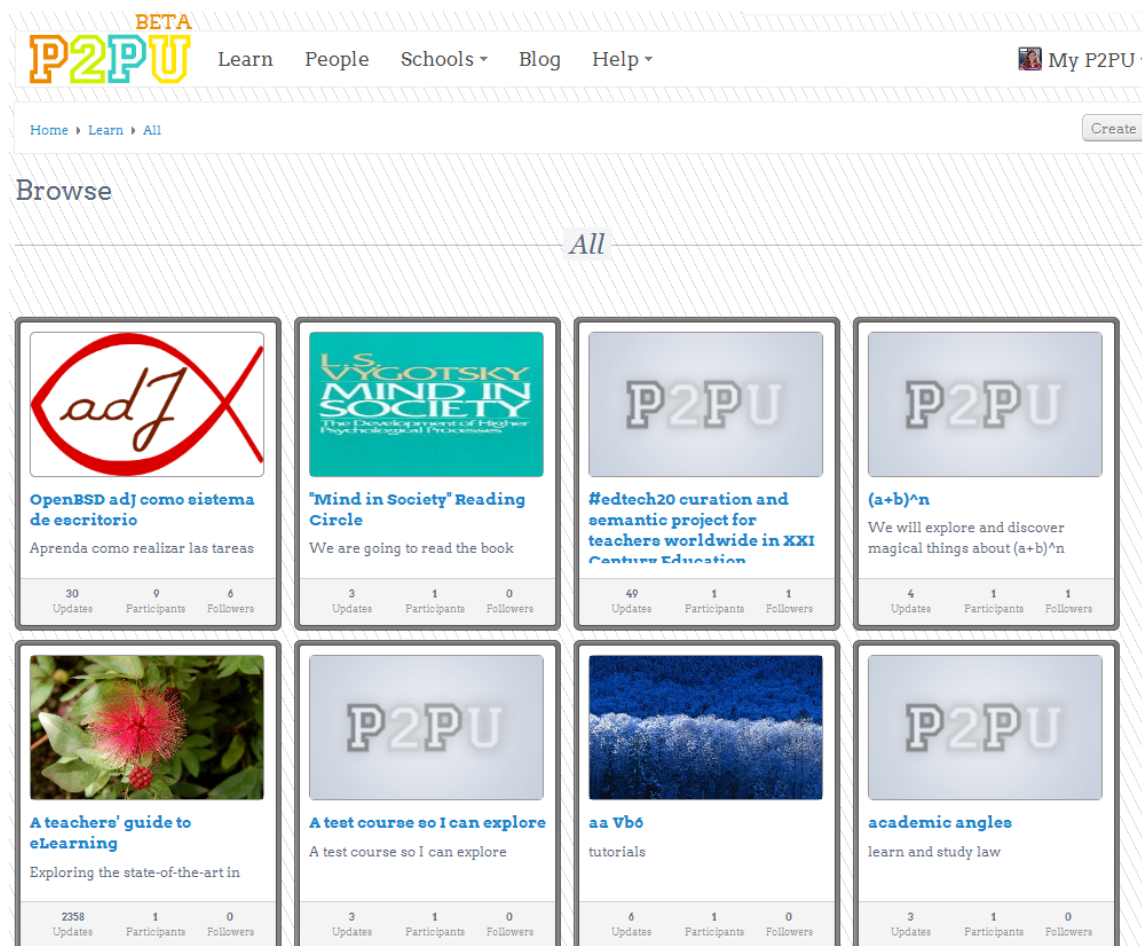 BETA
P2PU
Learn People Schools Blog Help My P2PU
Home Learn All
Create
Browse
All
adJ
L.S.
VYGOTSKY
MIND IN
SOCIETY
The Development of Higher
Psychological Processes
P2PU
P2PU
OpenBSD adJ como sistema
de escritorio
Aprenda como realizar las tareas
30 9 6
Updates Participants Followers
"Mind in Society" Reading
Circle
We are going to read the book
3 1 0
Updates Participants Followers
#edtech20 curation and
semantic project for
teachers worldwide in XXI
Century Education
49 1 1
Updates Participants Followers
(a+b)^n
We will explore and discover
magical things about (a+b)^n
4 1 1
Updates Participants Followers
P2PU
P2PU
A teachers' guide to
eLearning
Exploring the state-of-the-art in
2358 1 0
Updates Participants Followers
A test course so I can explore
A test course so I can explore
3 1 0
Updates Participants Followers
aa Vb6
tutorials
6 1 0
Updates Participants Followers
academic angles
learn and study law
3 1 0
Updates Participants Followers